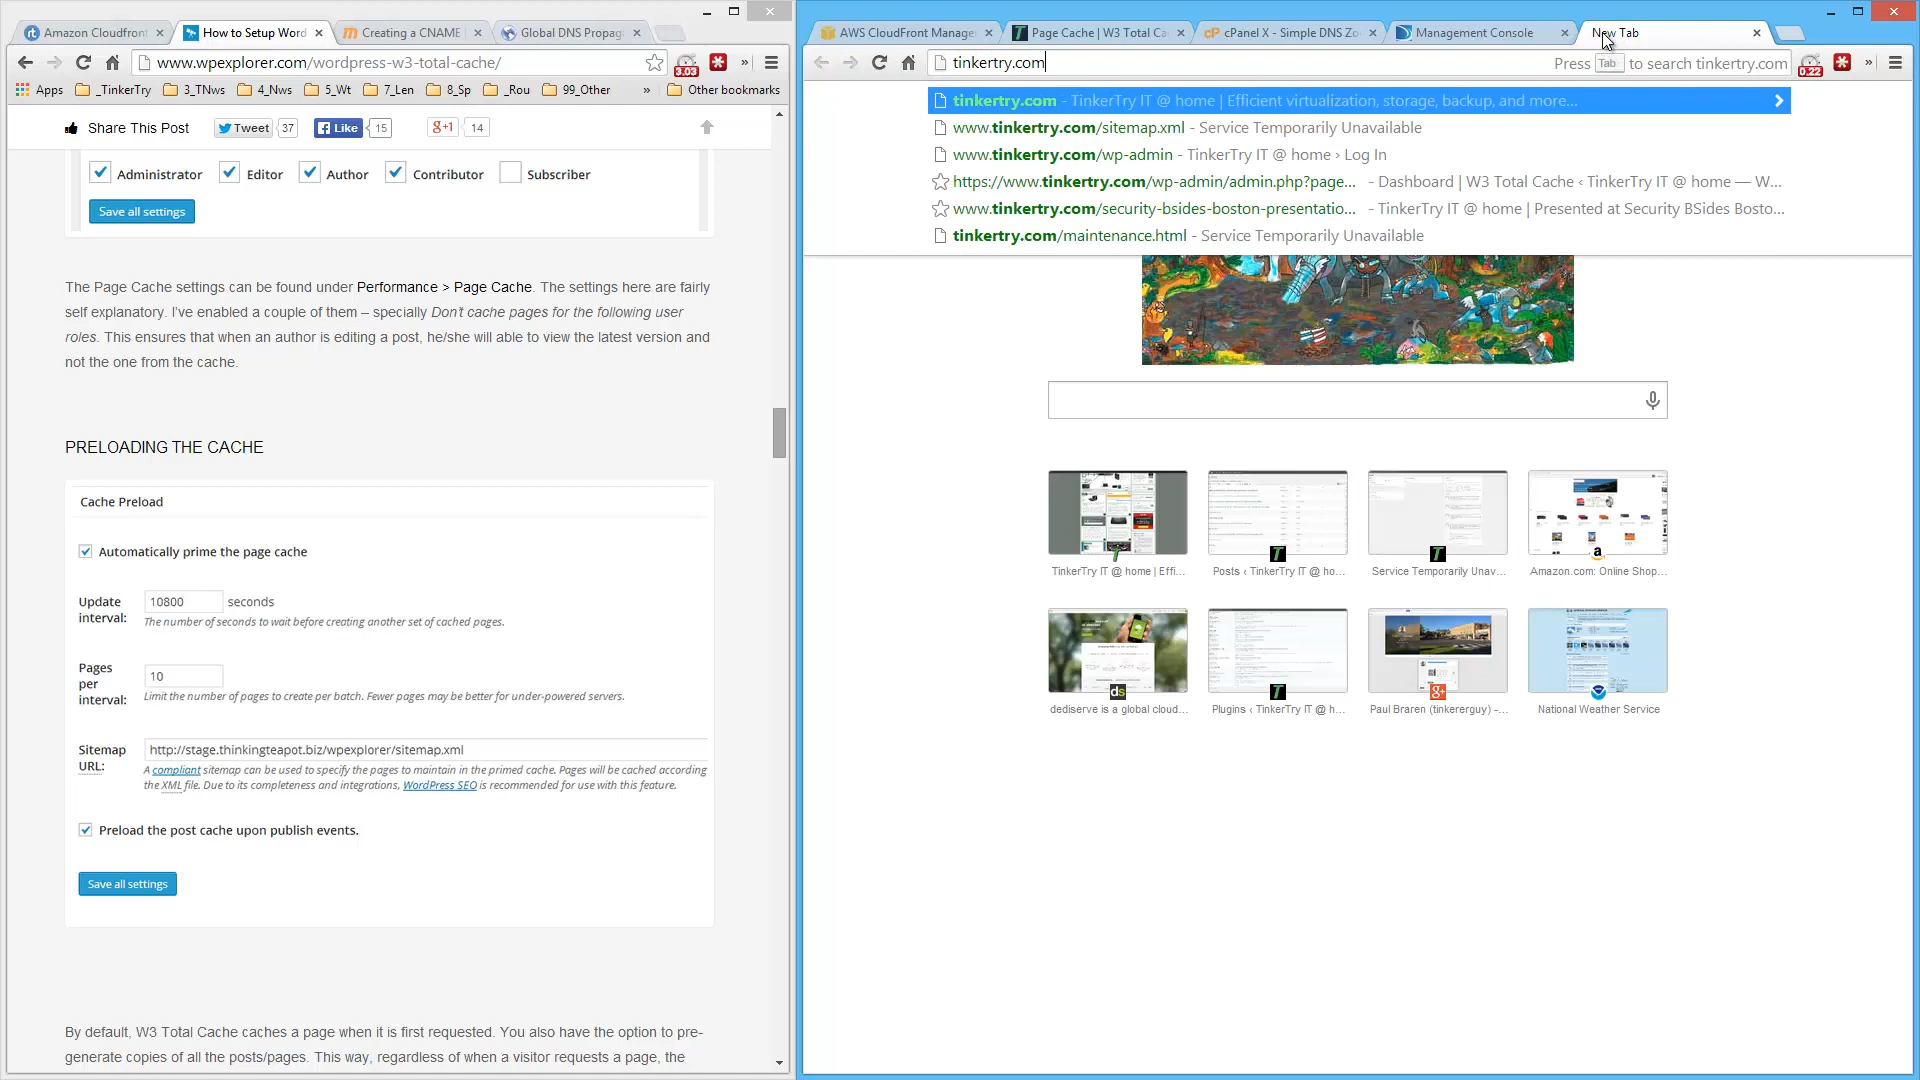 Amazon Cloudfront
How to Setup Word
Creating a CNAME
Global DNS Propag
www.wpexplorer.com/wordpress-w3-total-cache/
3.03
»
Apps
_TinkerTry
3_TNws
4_Nws
5_Wt
7_Len
8_Sp
_Rou
99_Other
»
Other bookmarks
Share This Post
Tweet
37
Like
15
g+1
14
Administrator
Editor
Author
Contributor
Subscriber
Save all settings
The Page Cache settings can be found under Performance > Page Cache. The settings here are fairly
self explanatory. I've enabled a couple of them – specially Don't cache pages for the following user
roles. This ensures that when an author is editing a post, he/she will able to view the latest version and
not the one from the cache.
PRELOADING THE CACHE
Cache Preload
Automatically prime the page cache
Update
interval:
10800
seconds
The number of seconds to wait before creating another set of cached pages.
Pages
per
interval:
10
Limit the number of pages to create per batch. Fewer pages may be better for under-powered servers.
Sitemap
URL:
http://stage.thinkingteapot.biz/wpexplorer/sitemap.xml
A compliant sitemap can be used to specify the pages to maintain in the primed cache. Pages will be cached according
the XML file. Due to its completeness and integrations, WordPress SEO is recommended for use with this feature.
Preload the post cache upon publish events.
Save all settings
By default, W3 Total Cache caches a page when it is first requested. You also have the option to pre-
generate copies of all the posts/pages. This way, regardless of when a visitor requests a page, the
AWS CloudFront Manage
Page Cache | W3 Total Ca
cPanel X - Simple DNS Zo
Management Console
New Tab
tinkertry.com
Press Tab to search tinkertry.com
0.22
»
tinkertry.com - TinkerTry IT @ home | Efficient virtualization, storage, backup, and more...
www.tinkertry.com/sitemap.xml - Service Temporarily Unavailable
www.tinkertry.com/wp-admin - TinkerTry IT @ home › Log In
https://www.tinkertry.com/wp-admin/admin.php?page... - Dashboard | W3 Total Cache ‹ TinkerTry IT @ home — W...
www.tinkertry.com/security-bsides-boston-presentatio... - TinkerTry IT @ home | Presented at Security BSides Bosto...
tinkertry.com/maintenance.html - Service Temporarily Unavailable
TinkerTry IT @ home | Effi...
Posts ‹ TinkerTry IT @ ho...
Service Temporarily Unav...
Amazon.com: Online Shop...
dediserve is a global cloud...
Plugins ‹ TinkerTry IT @ h...
Paul Braren (tinkererguy) -...
National Weather Service